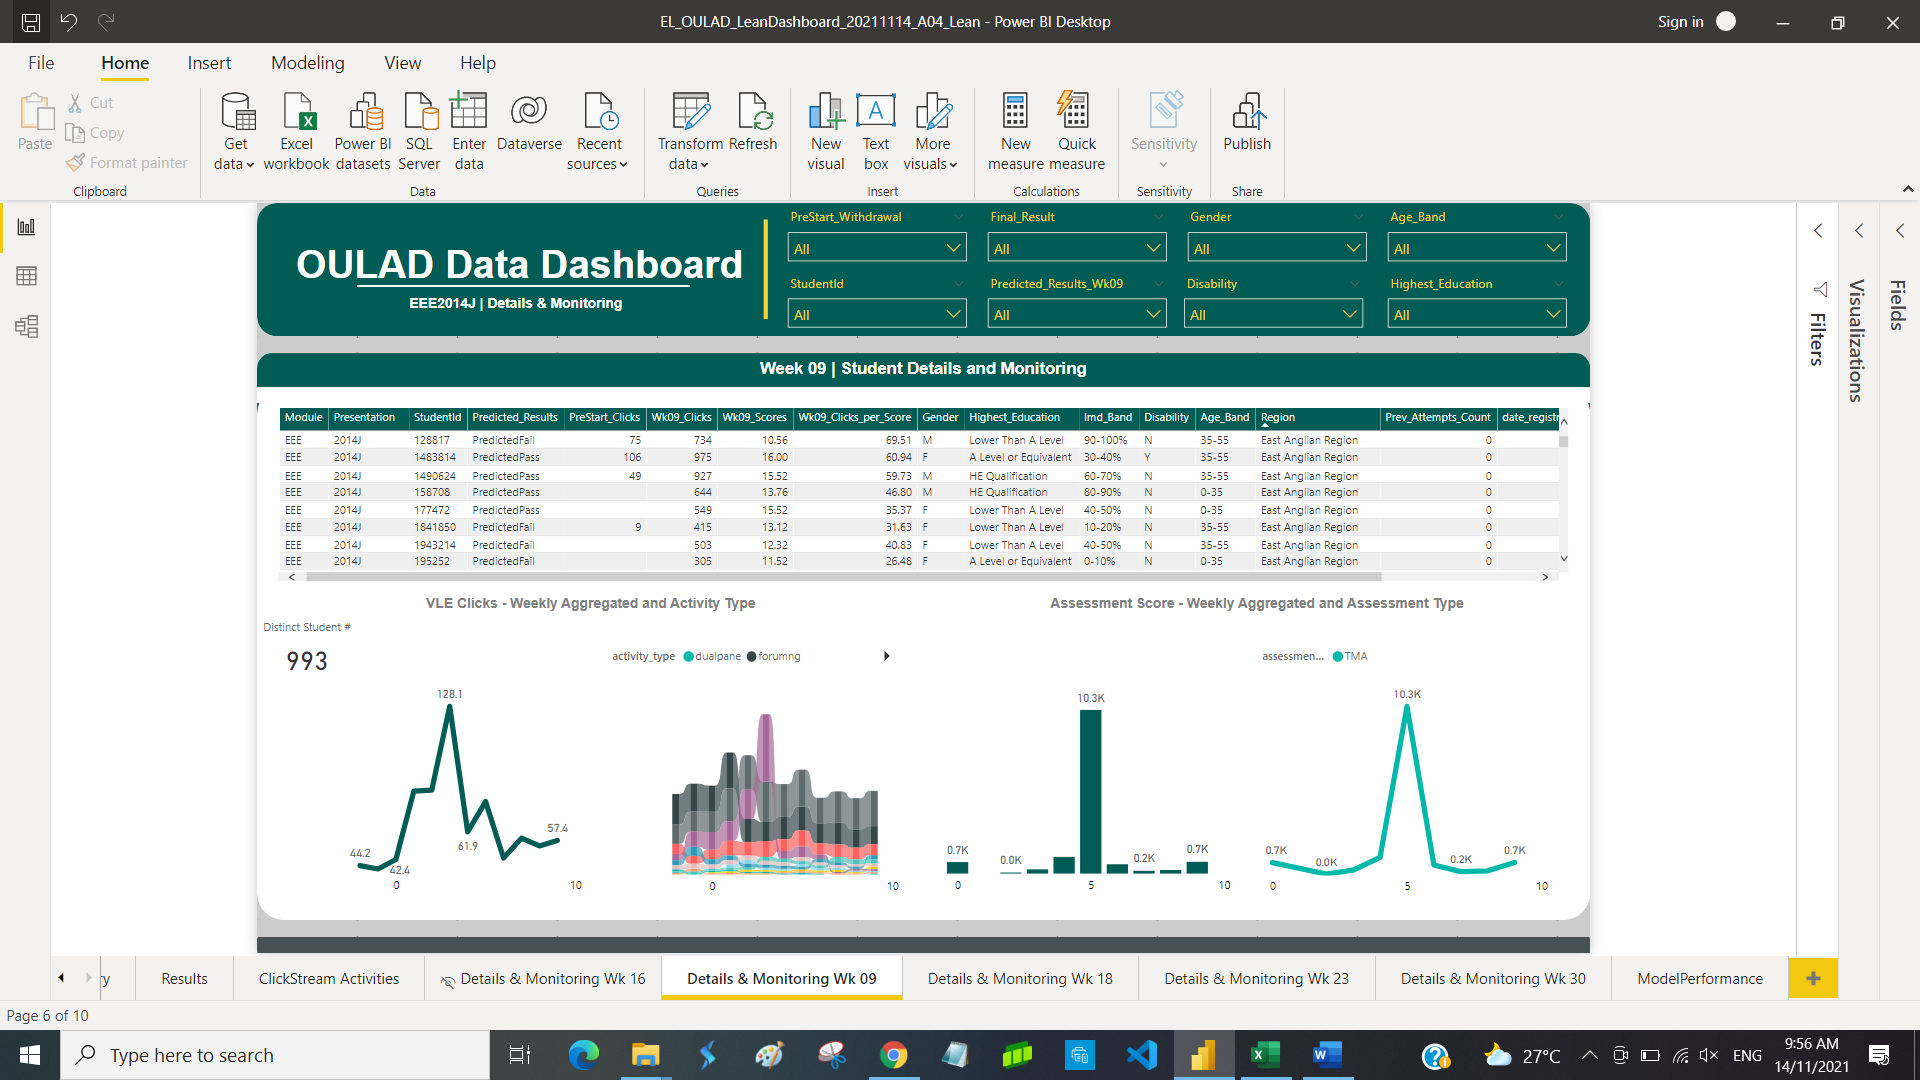 EL_OULAD_LeanDashboard_20211114_A04_Lean - Power BI Desktop
Sign in
File Home Insert Modeling View Help
Paste
Cut
Copy
Format painter
Clipboard
Get data
Excel workbook
Power BI datasets
SQL Server
Enter data
Dataverse
Recent sources
Data
Transform data
Refresh
Queries
New visual
Text box
More visuals
Insert
New measure
Quick measure
Calculations
Sensitivity
Sensitivity
Publish
Share
OULAD Data Dashboard
EEE2014J | Details & Monitoring
PreStart_Withdrawal Final_Result Gender Age_Band
All All All All
StudentId Predicted_Results_Wk09 Disability Highest_Education
All All All All
Week 09 | Student Details and Monitoring
Module Presentation StudentId Predicted_Results PreStart_Clicks Wk09_Clicks Wk09_Scores Wk09_Clicks_per_Score Gender Highest_Education Imd_Band Disability Age_Band Region Prev_Attempts_Count date_registr
EEE 2014J 128817 PredictedFail 75 734 10.56 69.51 M Lower Than A Level 90-100% N 35-55 East Anglian Region 0
EEE 2014J 1483814 PredictedPass 106 975 16.00 60.94 F A Level or Equivalent 30-40% Y 35-55 East Anglian Region 0
EEE 2014J 1490624 PredictedPass 49 927 15.52 59.73 M HE Qualification 60-70% N 35-55 East Anglian Region 0
EEE 2014J 158708 PredictedPass 644 13.76 46.80 M HE Qualification 80-90% N 0-35 East Anglian Region 0
EEE 2014J 177472 PredictedPass 549 15.52 35.37 F Lower Than A Level 40-50% N 0-35 East Anglian Region 0
EEE 2014J 1841850 PredictedFail 9 415 13.12 31.63 F Lower Than A Level 10-20% N 35-55 East Anglian Region 0
EEE 2014J 1943214 PredictedFail 503 12.32 40.83 F Lower Than A Level 40-50% N 35-55 East Anglian Region 0
EEE 2014J 195252 PredictedFail 305 11.52 26.48 F A Level or Equivalent 0-10% N 0-35 East Anglian Region 0
VLE Clicks - Weekly Aggregated and Activity Type
Assessment Score - Weekly Aggregated and Assessment Type
Distinct Student #
993
activity_type dualpane forumng
assessmen... TMA
128.1
44.2
42.4
61.9
57.4
0 10
0 10
10.3K
0.7K
0.0K
0.2K
0.7K
0 5 10
10.3K
0.7K
0.0K
0.2K
0.7K
0 5 10
Filters
Visualizations
Fields
y Results ClickStream Activities Details & Monitoring Wk 16 Details & Monitoring Wk 09 Details & Monitoring Wk 18 Details & Monitoring Wk 23 Details & Monitoring Wk 30 ModelPerformance
Page 6 of 10
Type here to search
27°C
ENG
9:56 AM
14/11/2021